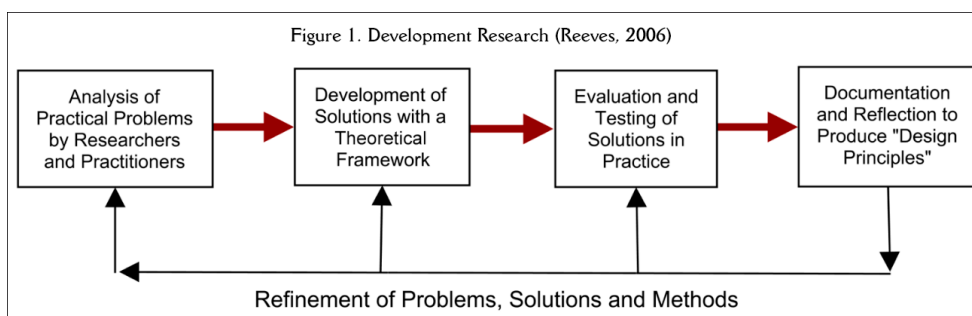 Figure 1. Development Research (Reeves, 2006)
Analysis of
Practical Problems
by Researchers
and Practitioners
Development of
Solutions with a
Theoretical
Framework
Evaluation and
Testing of
Solutions in
Practice
Documentation
and Reflection to
Produce "Design
Principles"
Refinement of Problems, Solutions and Methods